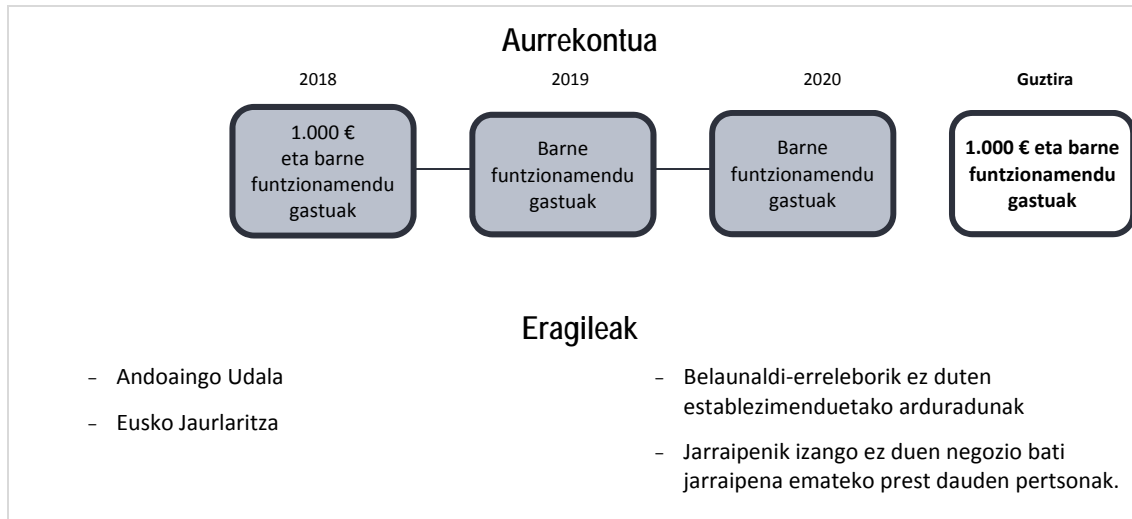 Aurrekontua
2018
2019
2020
Guztira
1.000 €
eta barne
funtzionamendu
gastuak
Barne
funtzionamendu
gastuak
Barne
funtzionamendu
gastuak
1.000 € eta barne
funtzionamendu
gastuak
Eragileak
- Andoaingo Udala
- Eusko Jaurlaritza
- Belaunaldi-erreleborik ez duten
establezimenduetako arduradunak
- Jarraipenik izango ez duen negozio bati
jarraipena emateko prest dauden pertsonak.